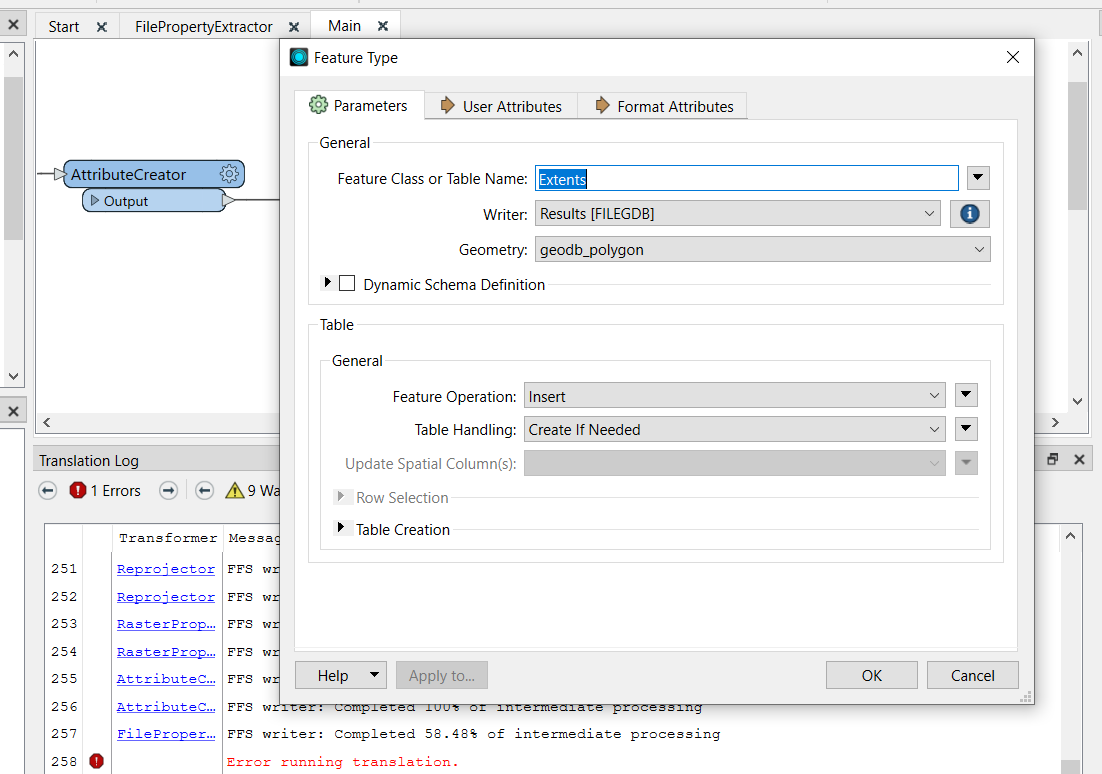 Start
FilePropertyExtractor
Main
Feature Type
Parameters
User Attributes
Format Attributes
General
Feature Class or Table Name: Extents
Writer: Results [FILEGDB]
Geometry: geodb_polygon
Dynamic Schema Definition
Table
General
Feature Operation: Insert
Table Handling: Create If Needed
Update Spatial Column(s):
Row Selection
Table Creation
Help
Apply to...
OK
Cancel
AttributeCreator
Output
Translation Log
1 Errors
9 Wa
Transformer Messag
251 Reprojector FFS wr
252 Reprojector FFS wr
253 RasterProp… FFS wr
254 RasterProp… FFS wr
255 AttributeC… FFS wr
256 AttributeC… FFS writer: Completed 100% of intermediate processing
257 FileProper… FFS writer: Completed 58.48% of intermediate processing
258 Error running translation.